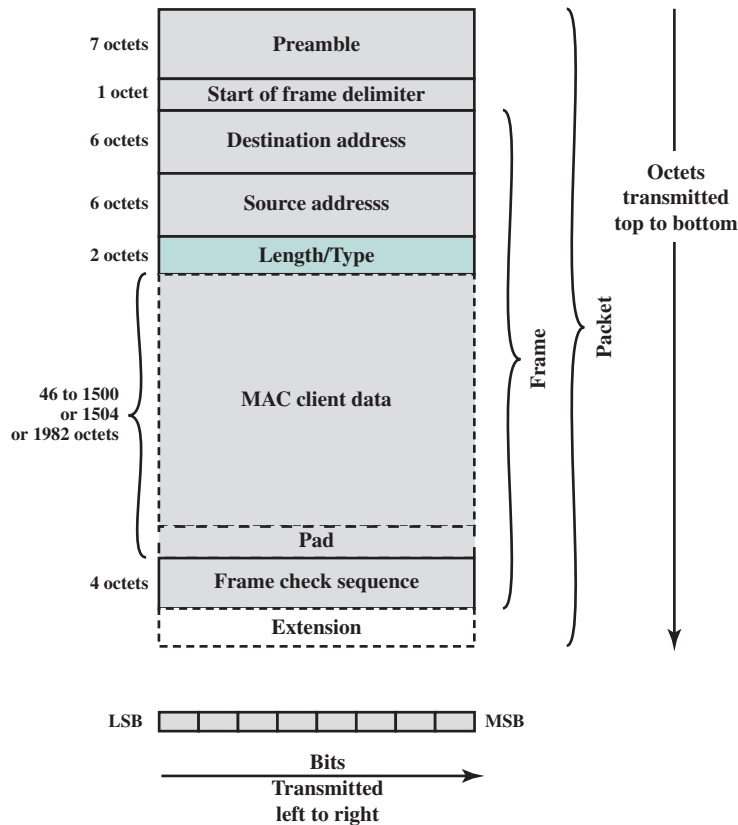 7 octets
Preamble
1 octet
Start of frame delimiter
6 octets
Destination address
6 octets
Source addresss
2 octets
Length/Type
46 to 1500
or 1504
or 1982 octets
MAC client data
Pad
4 octets
Frame check sequence
Extension
Frame
Packet
Octets
transmitted
top to bottom
LSB
MSB
Bits
Transmitted
left to right